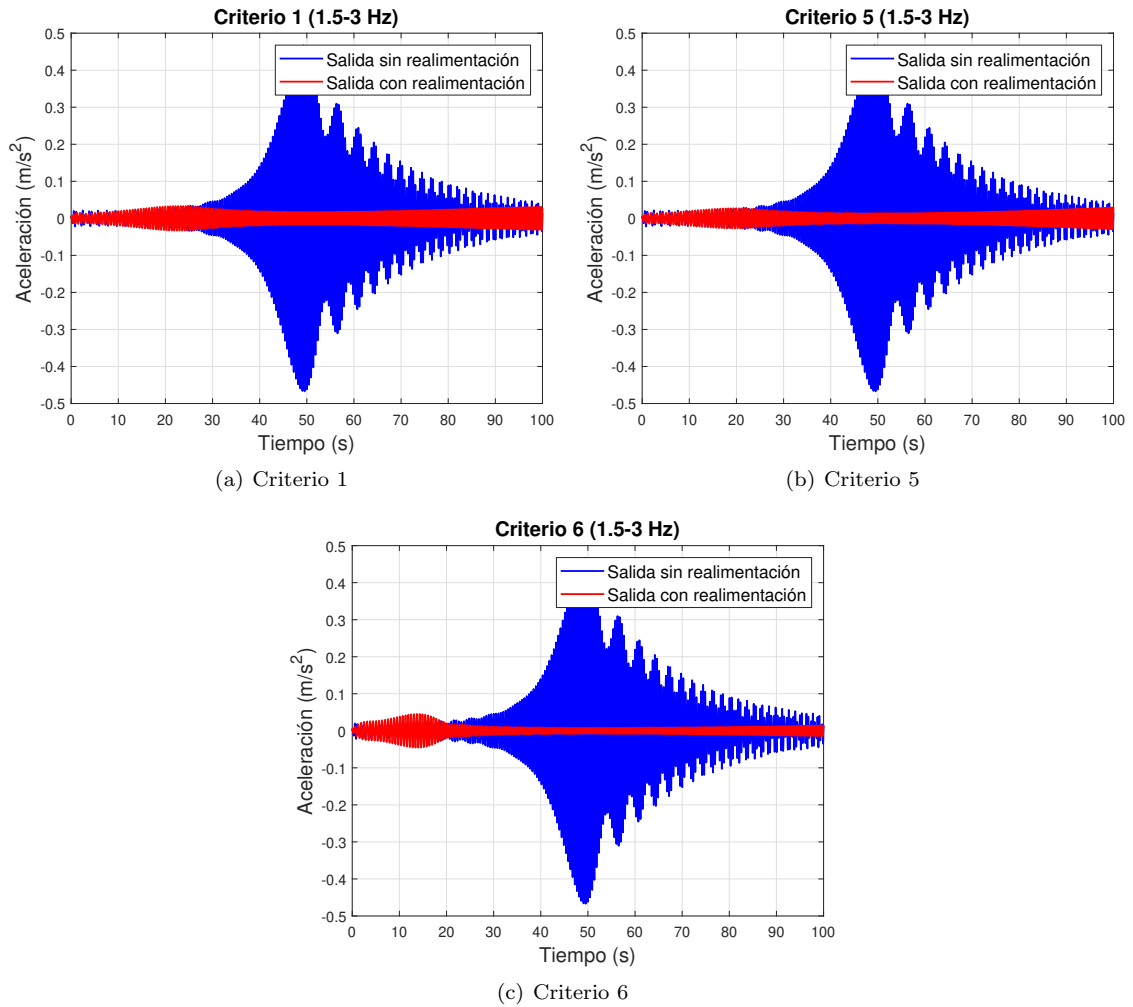 Criterio 1 (1.5-3 Hz)
0.5
0.4
0.3
0.2
0.1
0
-0.1
-0.2
-0.3
-0.4
-0.5
Aceleración (m/s²)
Salida sin realimentación
Salida con realimentación
0 10 20 30 40 50 60 70 80 90 100
Tiempo (s)
(a) Criterio 1
Criterio 5 (1.5-3 Hz)
0.5
0.4
0.3
0.2
0.1
0
-0.1
-0.2
-0.3
-0.4
-0.5
Aceleración (m/s²)
Salida sin realimentación
Salida con realimentación
0 10 20 30 40 50 60 70 80 90 100
Tiempo (s)
(b) Criterio 5
Criterio 6 (1.5-3 Hz)
0.5
0.4
0.3
0.2
0.1
0
-0.1
-0.2
-0.3
-0.4
-0.5
Aceleración (m/s²)
Salida sin realimentación
Salida con realimentación
0 10 20 30 40 50 60 70 80 90 100
Tiempo (s)
(c) Criterio 6